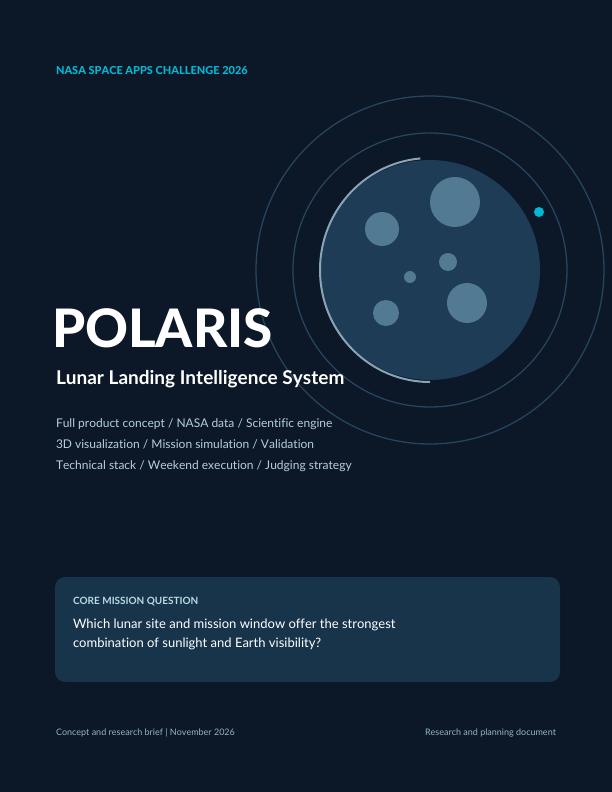 NASA SPACE APPS CHALLENGE 2026
POLARIS
Lunar Landing Intelligence System
Full product concept / NASA data / Scientific engine
3D visualization / Mission simulation / Validation
Technical stack / Weekend execution / Judging strategy
CORE MISSION QUESTION
Which lunar site and mission window offer the strongest
combination of sunlight and Earth visibility?
Concept and research brief | November 2026
Research and planning document